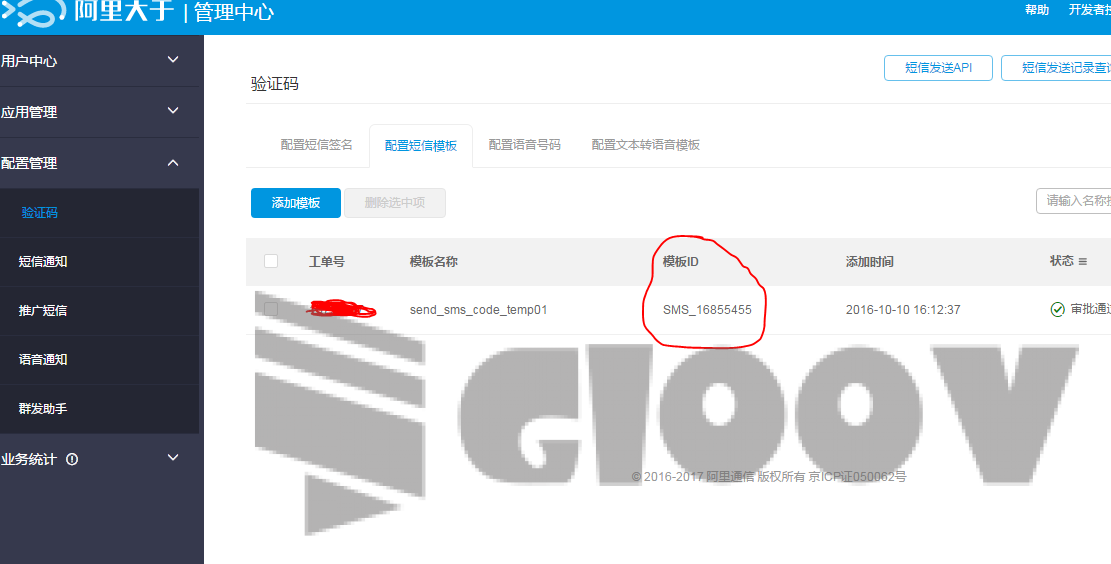 阿里大于 | 管理中心
帮助 开发者
用户中心
应用管理
配置管理
验证码
短信通知
推广短信
语音通知
群发助手
业务统计
验证码
短信发送API 短信发送记录查
配置短信签名 配置短信模板 配置语音号码 配置文本转语音模板
添加模板 删除选中项 请输入名称
工单号 模板名称 模板ID 添加时间 状态
send_sms_code_temp01 SMS_16855455 2016-10-10 16:12:37 审批通过
GIOOV
© 2016-2017 阿里通信 版权所有 京ICP证050062号